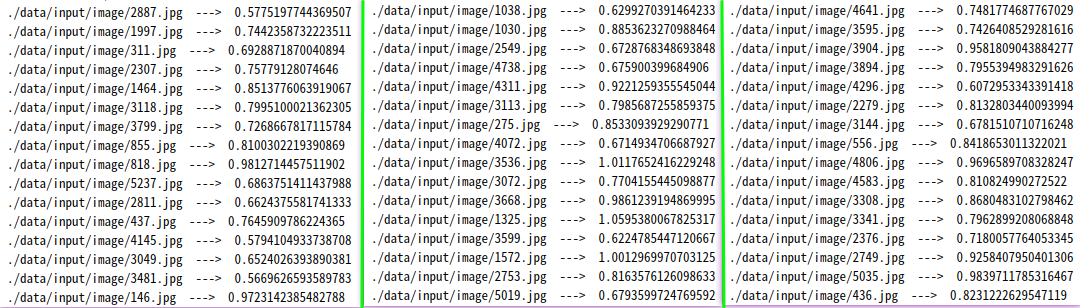 ./data/input/image/2887.jpg ---> 0.5775197744369507
./data/input/image/1997.jpg ---> 0.7442358732223511
./data/input/image/311.jpg ---> 0.6928871870040894
./data/input/image/2307.jpg ---> 0.75779128074646
./data/input/image/1464.jpg ---> 0.8513776063919067
./data/input/image/3118.jpg ---> 0.7995100021362305
./data/input/image/3799.jpg ---> 0.7268667817115784
./data/input/image/855.jpg ---> 0.8100302219390869
./data/input/image/818.jpg ---> 0.9812714457511902
./data/input/image/5237.jpg ---> 0.6863751411437988
./data/input/image/2811.jpg ---> 0.6624375581741333
./data/input/image/437.jpg ---> 0.7645909786224365
./data/input/image/4145.jpg ---> 0.5794104933738708
./data/input/image/3049.jpg ---> 0.6524026393890381
./data/input/image/3481.jpg ---> 0.5669626593589783
./data/input/image/146.jpg ---> 0.9723142385482788
./data/input/image/1038.jpg ---> 0.6299270391464233
./data/input/image/1030.jpg ---> 0.8853623270988464
./data/input/image/2549.jpg ---> 0.6728768348693848
./data/input/image/4738.jpg ---> 0.675900399684906
./data/input/image/4311.jpg ---> 0.9221259355545044
./data/input/image/3113.jpg ---> 0.7985687255859375
./data/input/image/275.jpg ---> 0.8533093929290771
./data/input/image/4072.jpg ---> 0.6714934706687927
./data/input/image/3536.jpg ---> 1.0117652416229248
./data/input/image/3072.jpg ---> 0.7704155445098877
./data/input/image/3668.jpg ---> 0.9861239194869995
./data/input/image/1325.jpg ---> 1.0595380067825317
./data/input/image/3599.jpg ---> 0.6224785447120667
./data/input/image/1572.jpg ---> 1.0012969970703125
./data/input/image/2753.jpg ---> 0.8163576126098633
./data/input/image/5019.jpg ---> 0.6793599724769592
./data/input/image/4641.jpg ---> 0.7481774687767029
./data/input/image/3595.jpg ---> 0.7426408529281616
./data/input/image/3904.jpg ---> 0.9581809043884277
./data/input/image/3894.jpg ---> 0.7955394983291626
./data/input/image/4296.jpg ---> 0.6072953343391418
./data/input/image/2279.jpg ---> 0.8132803440093994
./data/input/image/3144.jpg ---> 0.6781510710716248
./data/input/image/556.jpg ---> 0.8418653011322021
./data/input/image/4806.jpg ---> 0.9696589708328247
./data/input/image/4583.jpg ---> 0.810824990272522
./data/input/image/3308.jpg ---> 0.8680483102798462
./data/input/image/3341.jpg ---> 0.7962899208068848
./data/input/image/2376.jpg ---> 0.7180057764053345
./data/input/image/2749.jpg ---> 0.9258407950401306
./data/input/image/5035.jpg ---> 0.9839711785316467
./data/input/image/436.jpg ---> 0.8231222629547119